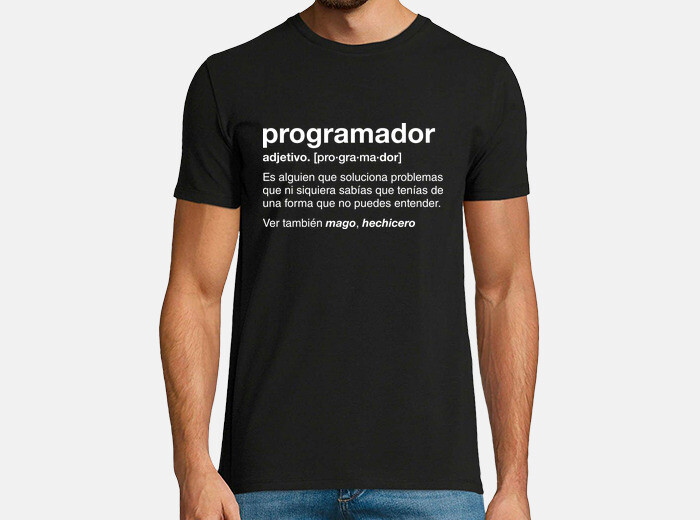 programador
adjetivo. [pro·gra·ma·dor]
Es alguien que soluciona problemas
que ni siquiera sabías que tenías de
una forma que no puedes entender.
Ver también mago, hechicero